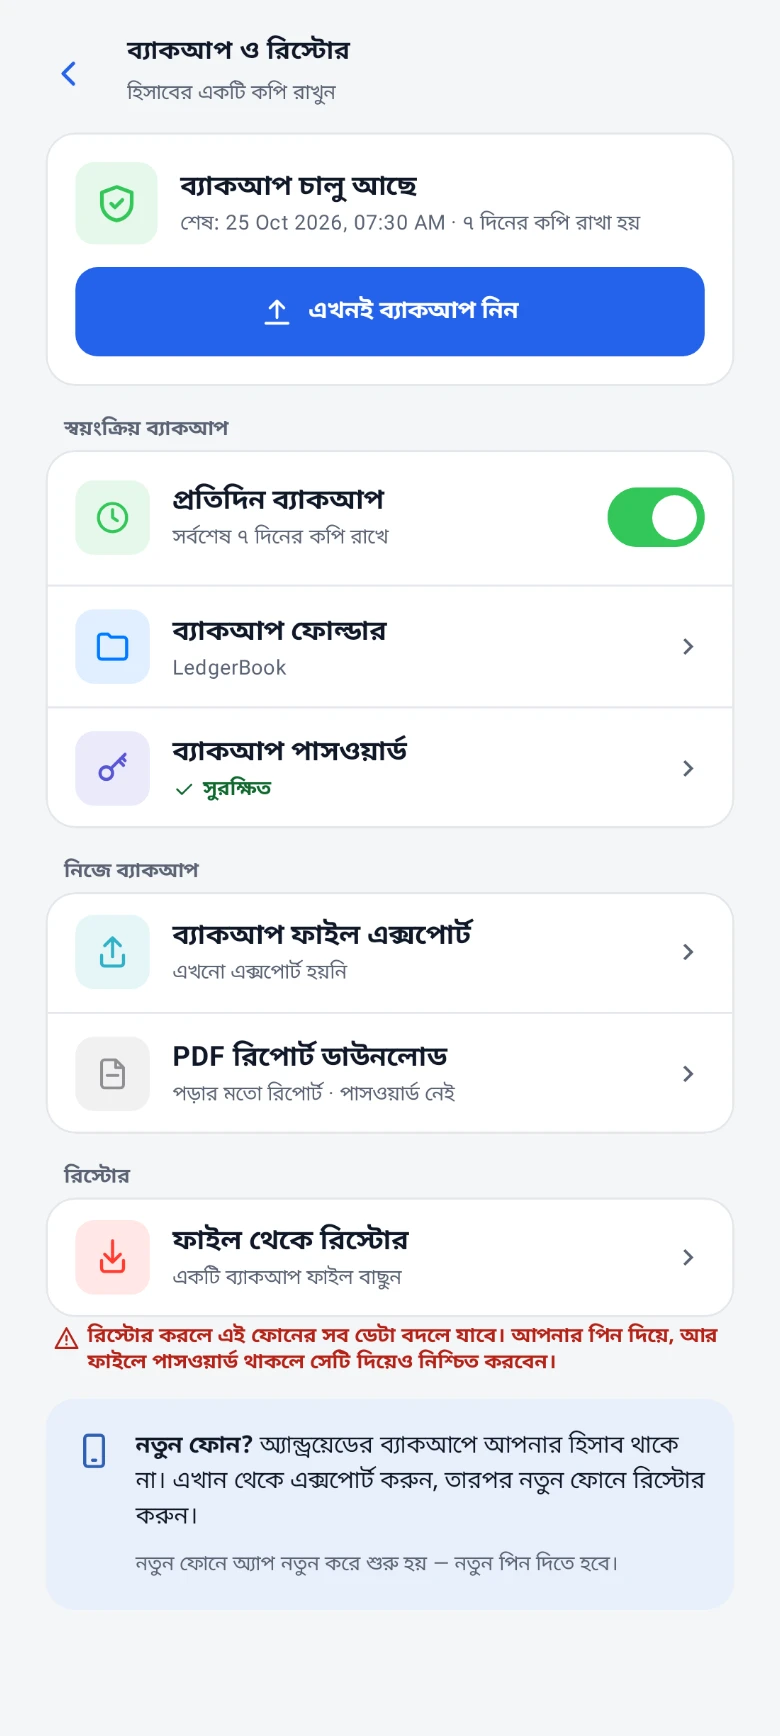 ব্যাকআপ ও রিস্টোর
হিসাবের একটি কপি রাখুন
ব্যাকআপ চালু আছে
শেষ: 25 Oct 2026, 07:30 AM · ৭ দিনের কপি রাখা হয়
এখনই ব্যাকআপ নিন
স্বয়ংক্রিয় ব্যাকআপ
প্রতিদিন ব্যাকআপ
সর্বশেষ ৭ দিনের কপি রাখে
ব্যাকআপ ফোল্ডার
LedgerBook
ব্যাকআপ পাসওয়ার্ড
সুরক্ষিত
নিজে ব্যাকআপ
ব্যাকআপ ফাইল এক্সপোর্ট
এখনো এক্সপোর্ট হয়নি
PDF রিপোর্ট ডাউনলোড
পড়ার মতো রিপোর্ট · পাসওয়ার্ড নেই
রিস্টোর
ফাইল থেকে রিস্টোর
একটি ব্যাকআপ ফাইল বাছুন
রিস্টোর করলে এই ফোনের সব ডেটা বদলে যাবে। আপনার পিন দিয়ে, আর
ফাইলে পাসওয়ার্ড থাকলে সেটি দিয়েও নিশ্চিত করবেন।
নতুন ফোন? অ্যান্ড্রয়েডের ব্যাকআপে আপনার হিসাব থাকে
না। এখান থেকে এক্সপোর্ট করুন, তারপর নতুন ফোনে রিস্টোর
করুন।
নতুন ফোনে অ্যাপ নতুন করে শুরু হয় — নতুন পিন দিতে হবে।